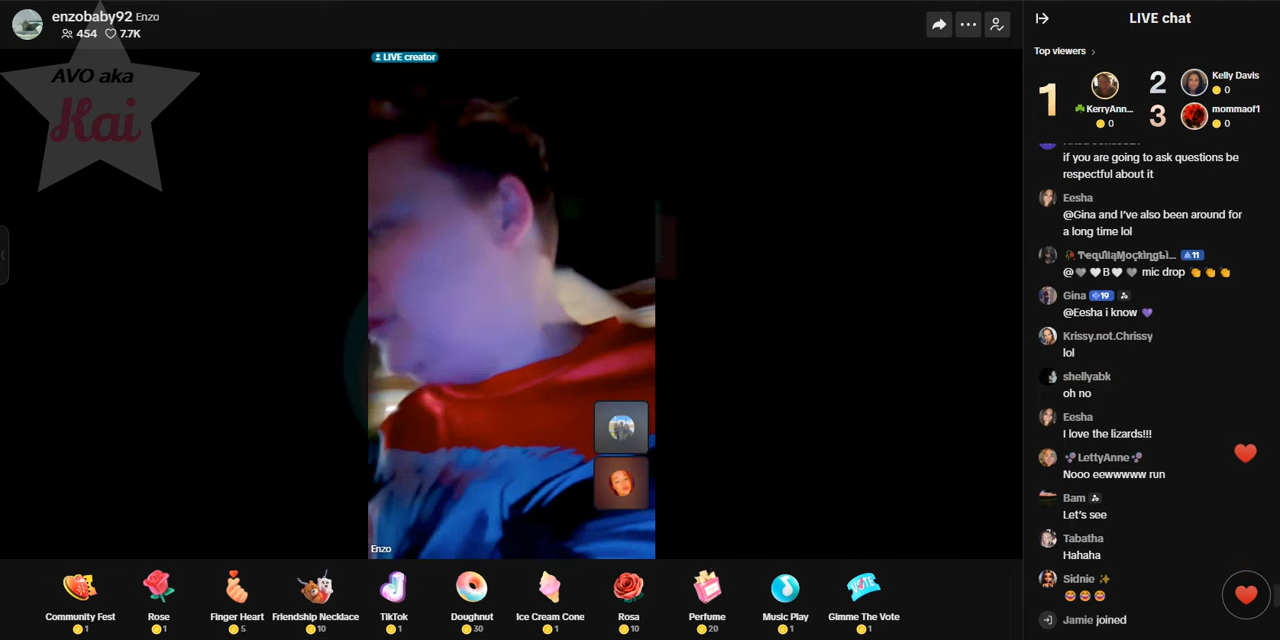 enzobaby92 Enzo
454 7.7K
AVO aka
Kai
LIVE creator
Enzo
Community Fest
1
Rose
1
Finger Heart
5
Friendship Necklace
10
TikTok
1
Doughnut
30
Ice Cream Cone
1
Rosa
10
Perfume
20
Music Play
1
VOTE
Gimme The Vote
1
LIVE chat
Top viewers
1
KerryAnn...
0
2
Kelly Davis
0
3
mommaof1
0
if you are going to ask questions be
respectful about it
Eesha
@Gina and I've also been around for
a long time lol
11
@🩶🤍B🤍🩶 mic drop 👏👏👏
Gina 19
@Eesha i know 💜
Krissy.not.Chrissy
lol
shellyabk
oh no
Eesha
I love the lizards!!!
LettyAnne
Nooo eewwwww run
Bam
Let's see
Tabatha
Hahaha
Sidnie ✨
😂😂😂
Jamie joined